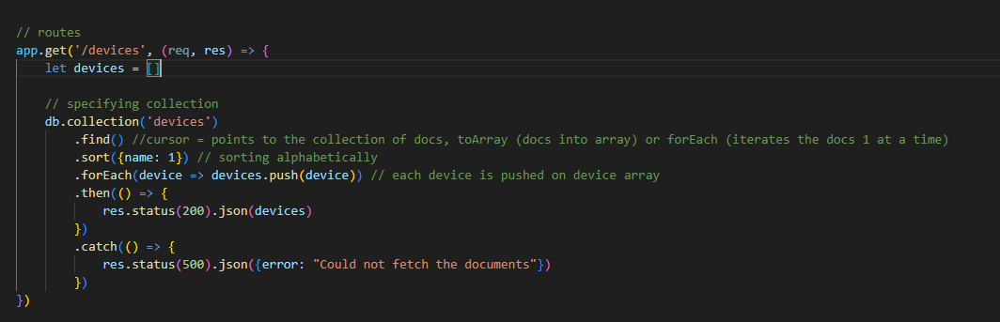 // routes
app.get('/devices', (req, res) => {
    let devices = []

    // specifying collection
    db.collection('devices')
        .find() //cursor = points to the collection of docs, toArray (docs into array) or forEach (iterates the docs 1 at a time)
        .sort({name: 1}) // sorting alphabetically
        .forEach(device => devices.push(device)) // each device is pushed on device array
        .then(() => {
            res.status(200).json(devices)
        })
        .catch(() => {
            res.status(500).json({error: "Could not fetch the documents"})
        })
})